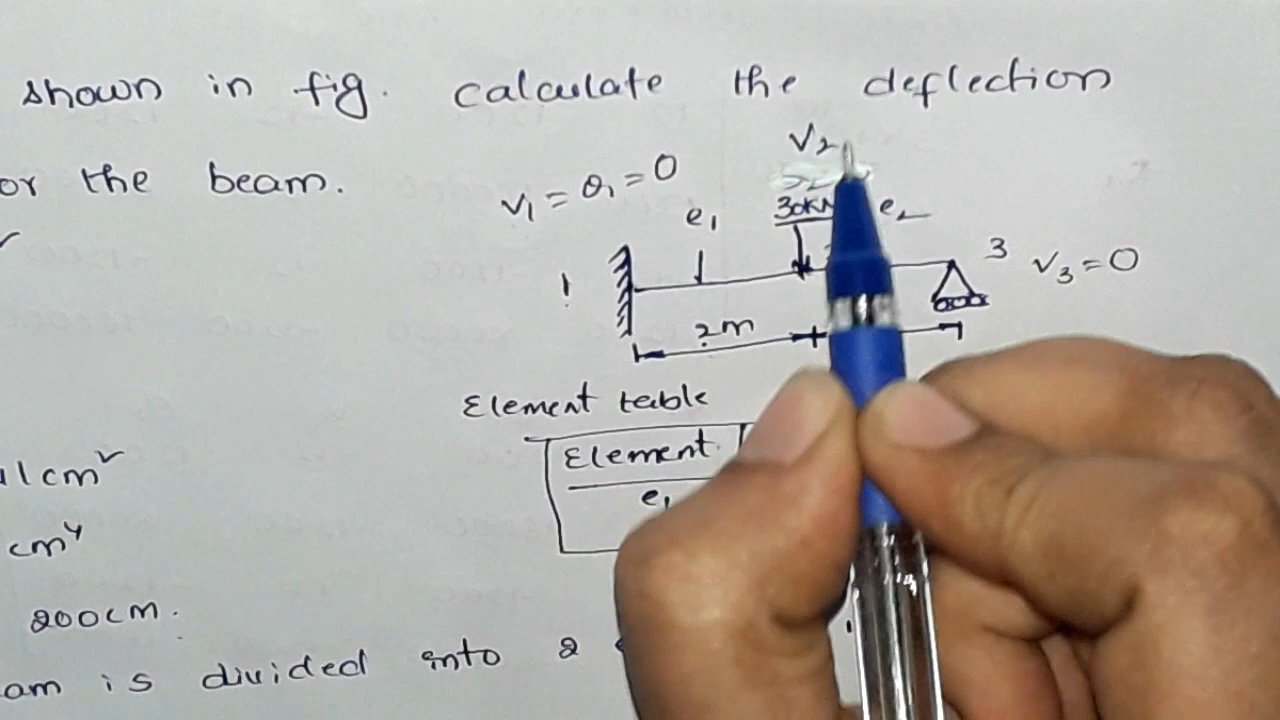 shown in fig. calculate the deflection
or the beam.
v₁ = θ₁ = 0
V₂
e₁
30KN
e₂
1
3
V₃ = 0
2m
Element table
Element
e₁
1cm²
cm⁴
200cm.
am is divided into 2